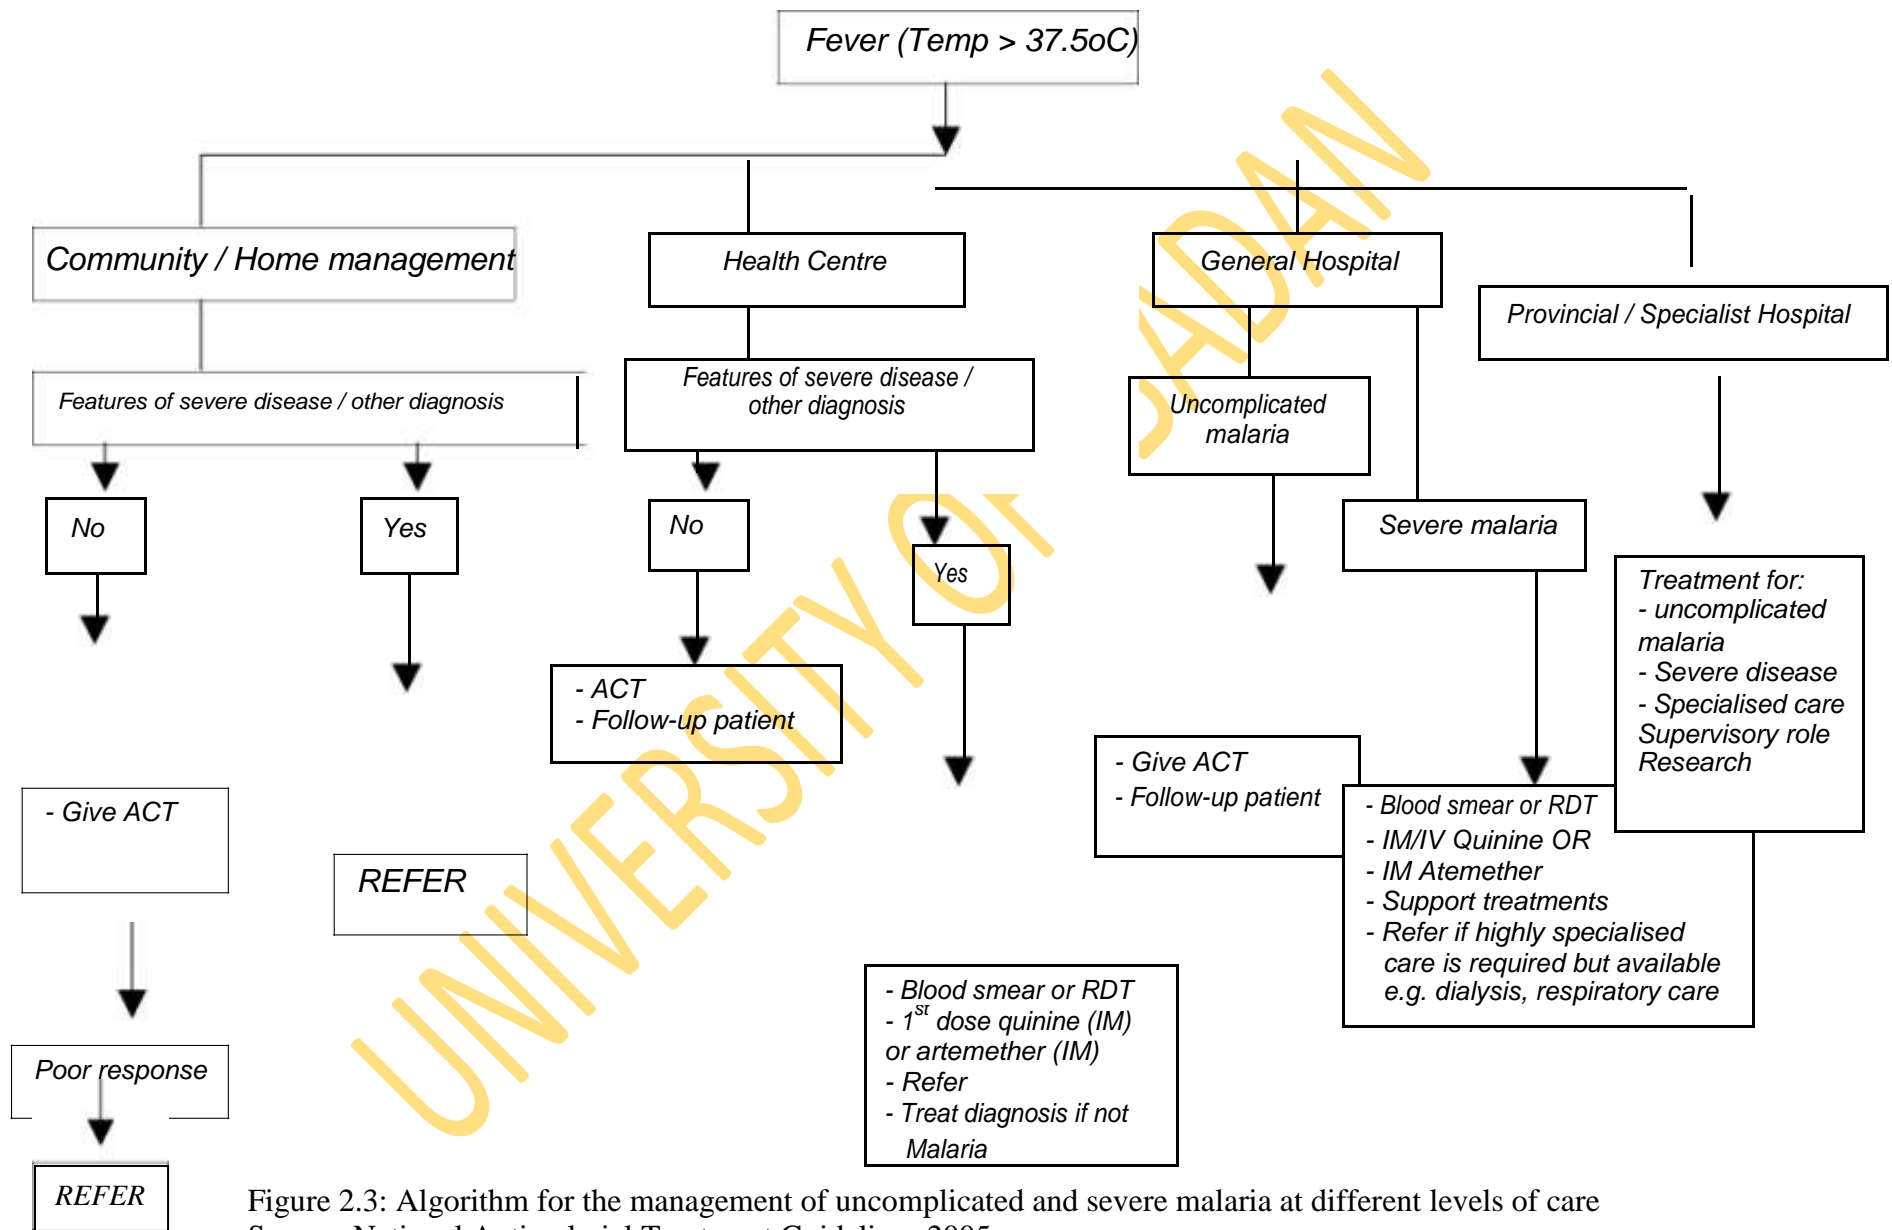 Fever (Temp > 37.5oC)
Community / Home management
Health Centre
General Hospital
Provincial / Specialist Hospital
Features of severe disease / other diagnosis
Features of severe disease /
other diagnosis
Uncomplicated
malaria
No
Yes
No
Yes
Severe malaria
Treatment for:
- uncomplicated
malaria
- Severe disease
- Specialised care
Supervisory role
Research
- ACT
- Follow-up patient
- Give ACT
- Follow-up patient
- Give ACT
REFER
- Blood smear or RDT
- IM/IV Quinine OR
- IM Atemether
- Support treatments
- Refer if highly specialised
care is required but available
e.g. dialysis, respiratory care
- Blood smear or RDT
- 1st dose quinine (IM)
or artemether (IM)
- Refer
- Treat diagnosis if not
Malaria
Poor response
REFER
Figure 2.3: Algorithm for the management of uncomplicated and severe malaria at different levels of care
UNIVERSITY OF
ADAN